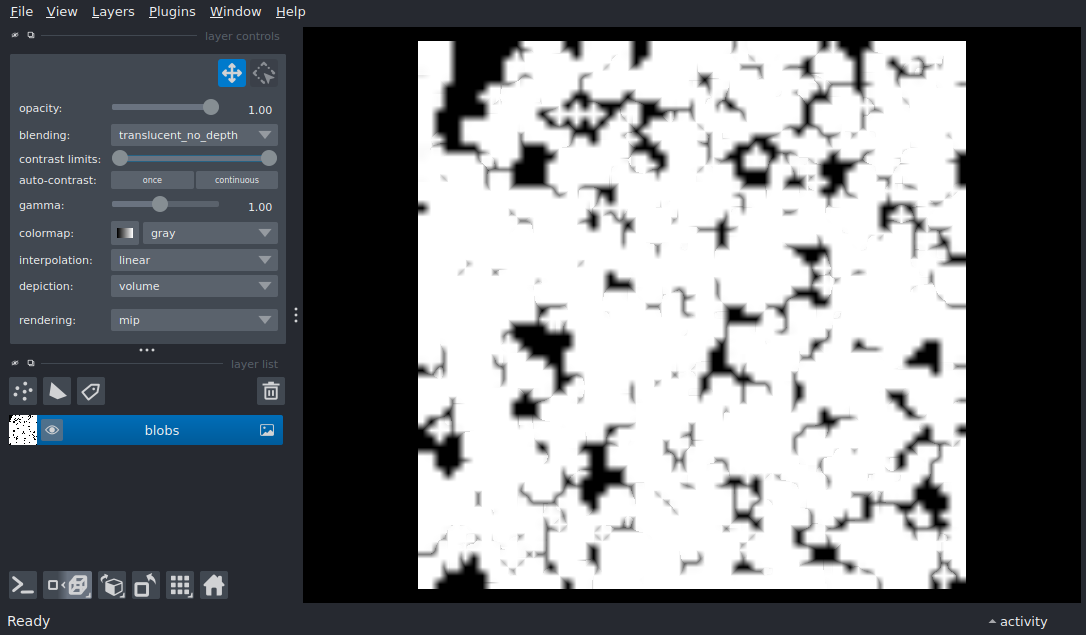 File View Layers Plugins Window Help
layer controls
opacity: 1.00
blending: translucent_no_depth
contrast limits:
auto-contrast: once continuous
gamma: 1.00
colormap: gray
interpolation: linear
depiction: volume
rendering: mip
layer list
blobs
Ready
activity